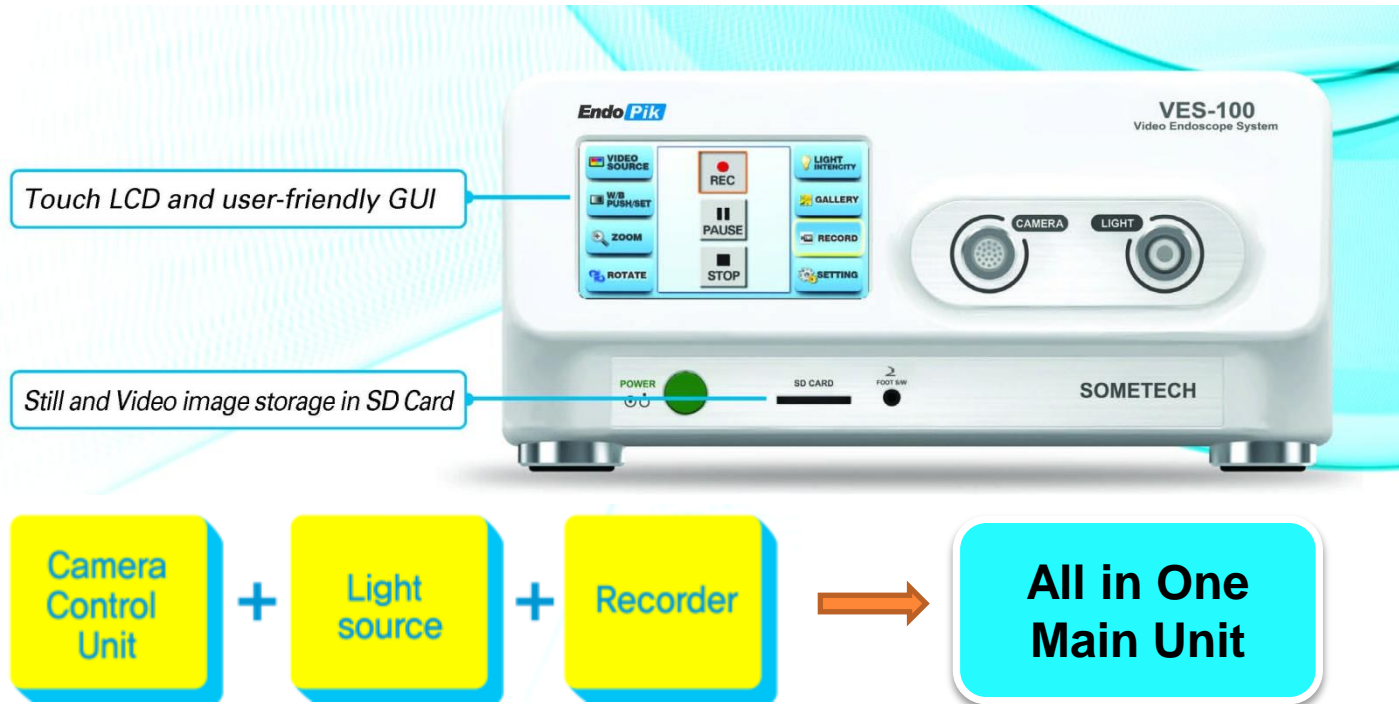 EndoPik
VES-100
Video Endoscope System
Touch LCD and user-friendly GUI
VIDEO
SOURCE
W/B
PUSH/SET
ZOOM
ROTATE
REC
PAUSE
STOP
LIGHT
INTENCITY
GALLERY
RECORD
SETTING
CAMERA
LIGHT
Still and Video image storage in SD Card
POWER
SD CARD
FOOT S/W
SOMETECH
Camera
Control
Unit
+
Light
source
+
Recorder
All in One
Main Unit